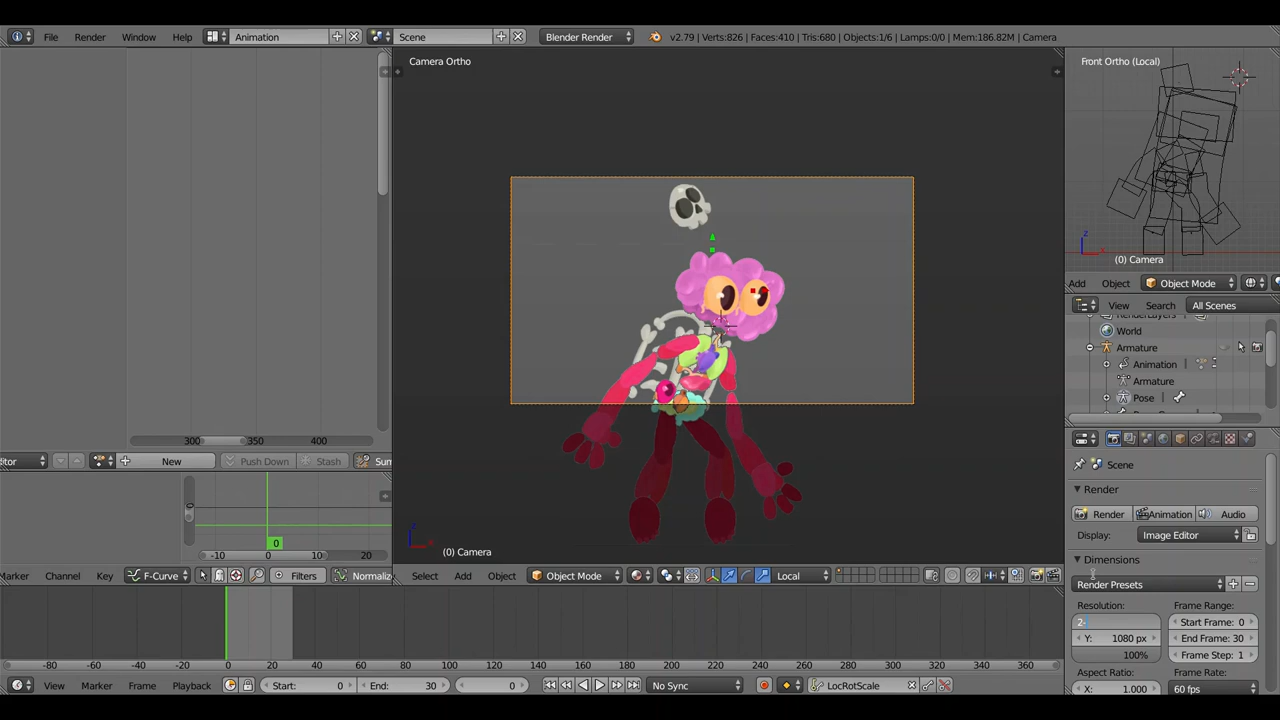 File Render Window Help Animation Scene Blender Render v2.79 | Verts:826 | Faces:410 | Tris:680 | Objects:1/6 | Lamps:0/0 | Mem:186.82M | Camera
Camera Ortho
Front Ortho (Local)
(0) Camera
Add Object Object Mode
View Search All Scenes
RenderLayers
World
Armature
Animation
Armature
Pose
300 350 400
tor New Push Down Stash Sum
Scene
Render
Render Animation Audio
Display: Image Editor
Dimensions
Render Presets
Resolution: Frame Range:
2 Start Frame: 0
Y: 1080 px End Frame: 30
100% Frame Step: 1
Aspect Ratio: Frame Rate:
X: 1.000 60 fps
0
-10 0 10 20
(0) Camera
Marker Channel Key F-Curve Filters Normaliz
Select Add Object Object Mode Local
-80 -60 -40 -20 0 20 40 60 80 100 120 140 160 180 200 220 240 260 280 300 320 340 360
View Marker Frame Playback Start: 0 End: 30 0 No Sync LocRotScale